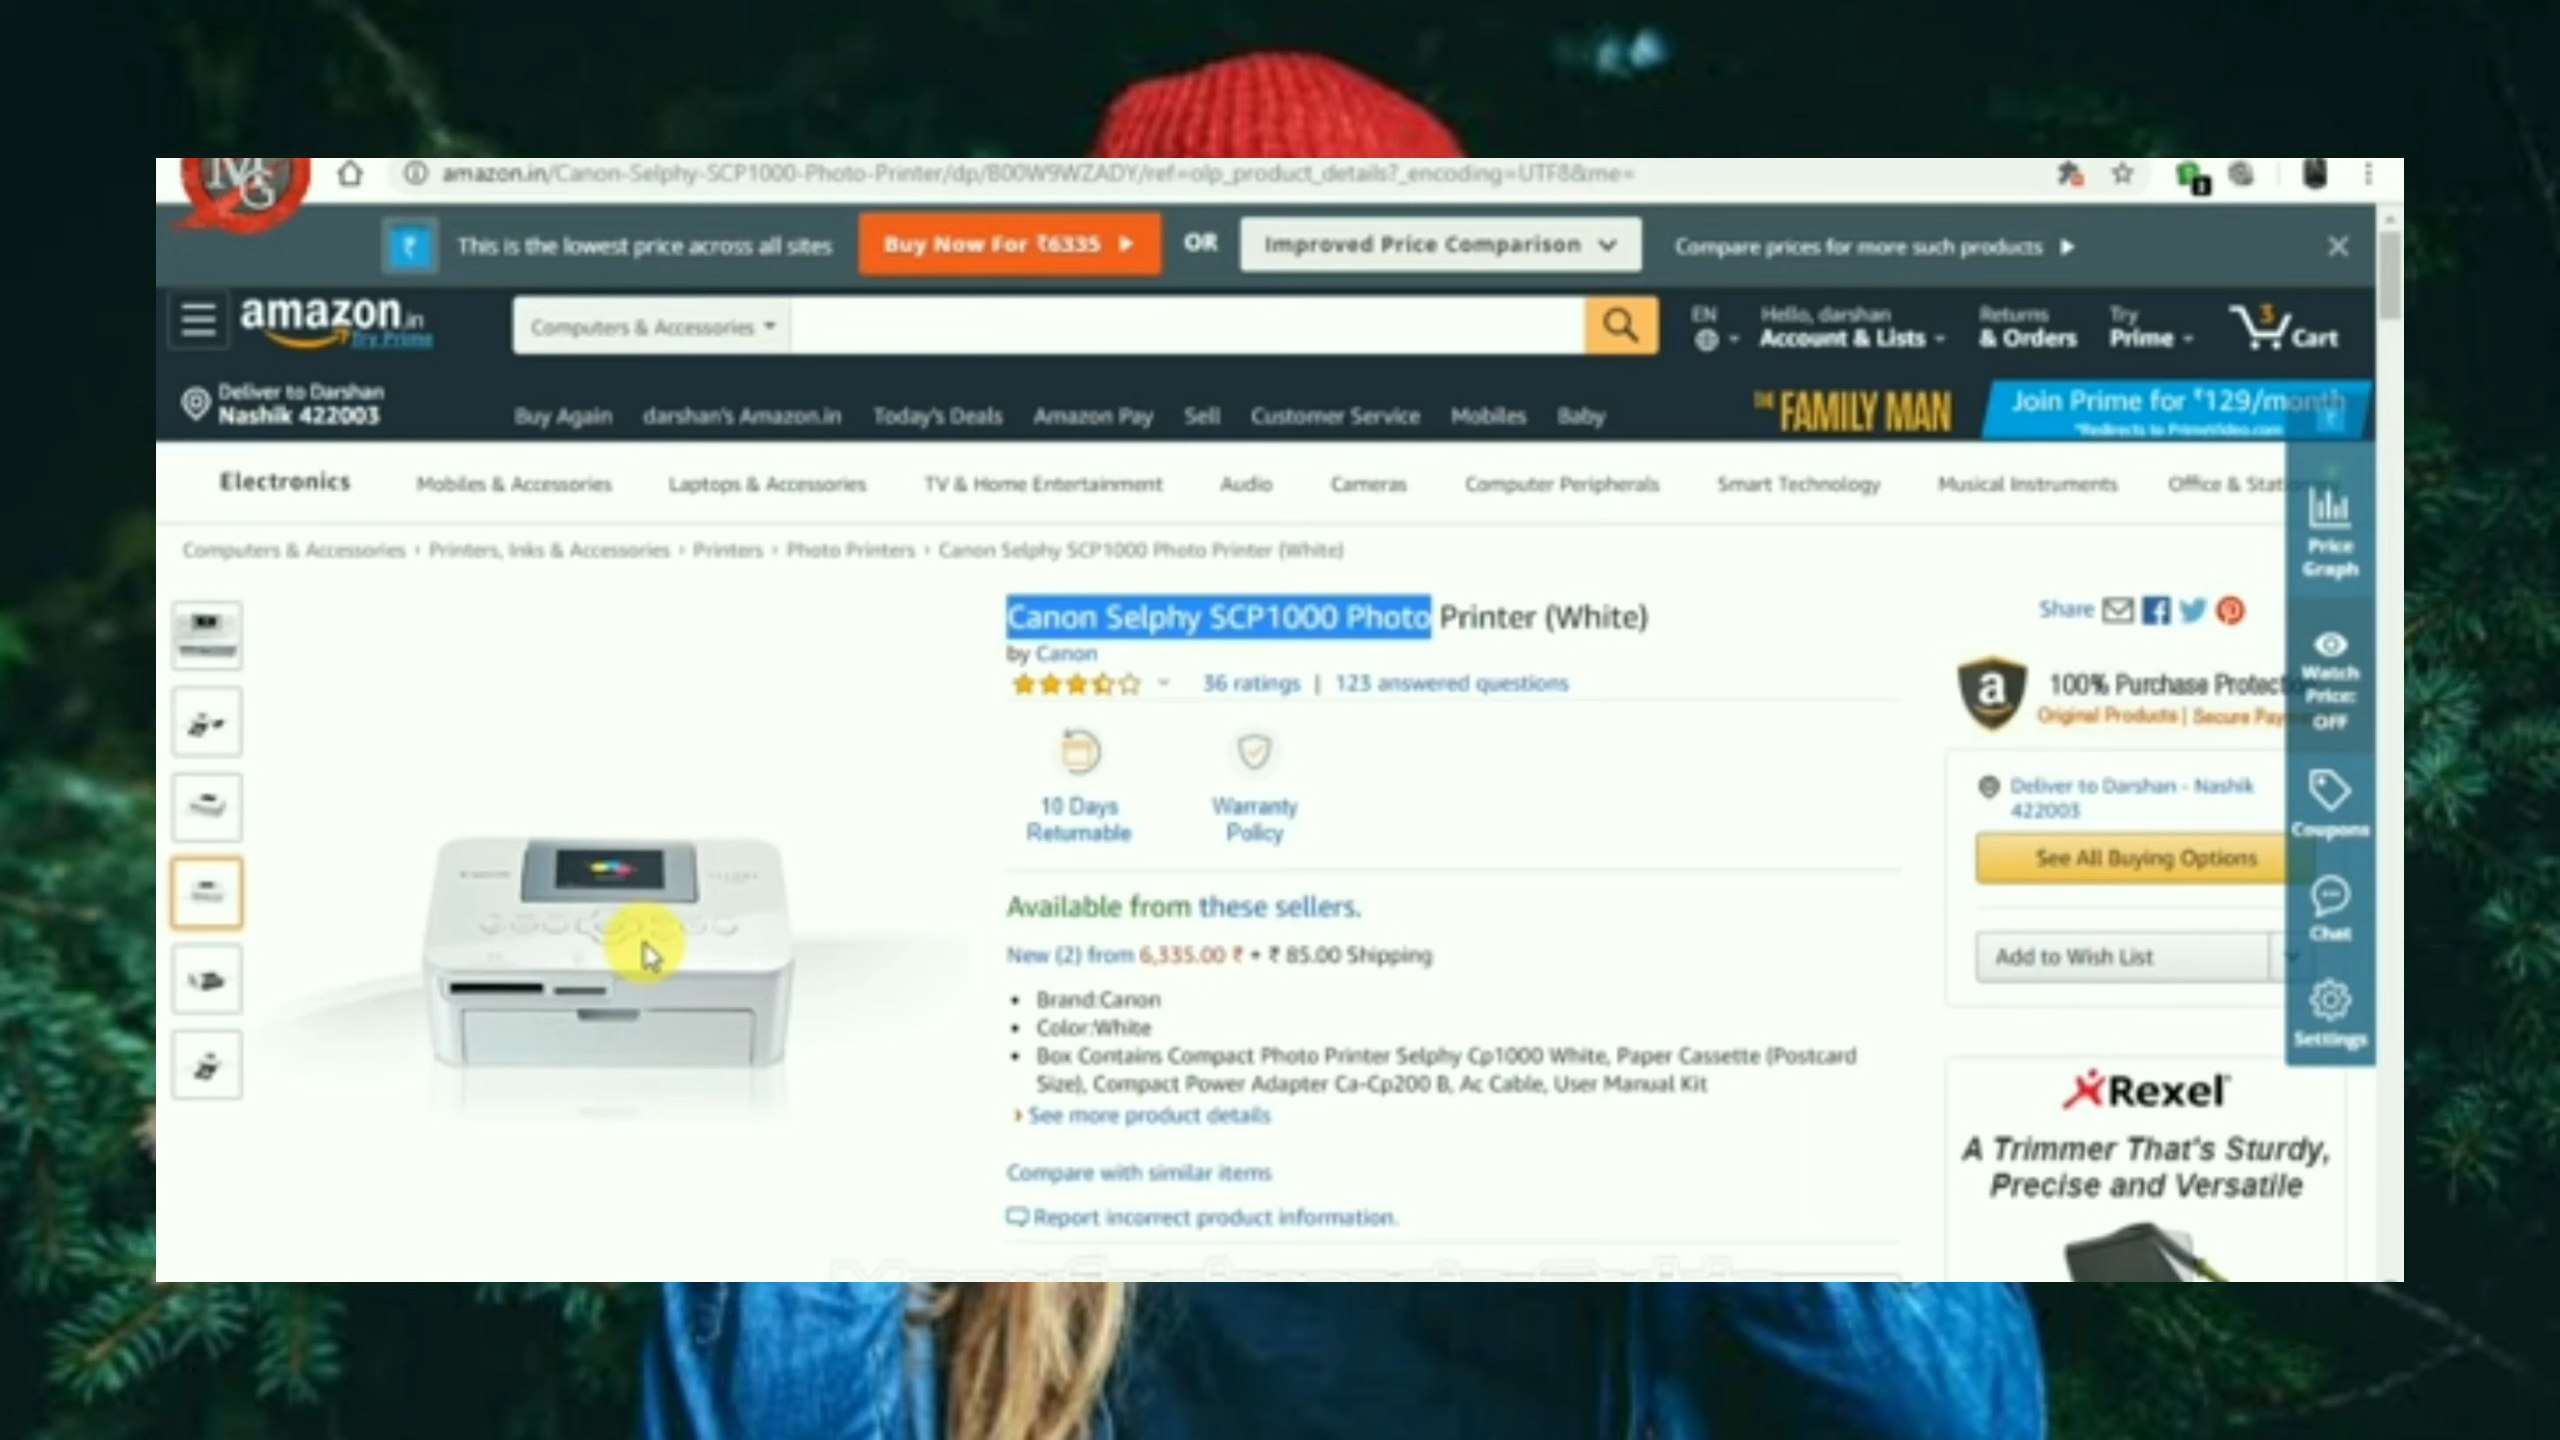 MG
amazon.in/Canon-Selphy-SCP1000-Photo-Printer/dp/B00W9WZADY/ref=olp_product_details?_encoding=UTF8&me=
₹ This is the lowest price across all sites Buy Now For ₹6335 OR Improved Price Comparison Compare prices for more such products
amazon.in
Try Prime
Computers & Accessories
EN
Hello, darshan
Account & Lists
Returns
& Orders
Try
Prime
3
Cart
Deliver to Darshan
Nashik 422003
Buy Again darshan's Amazon.in Today's Deals Amazon Pay Sell Customer Service Mobiles Baby
THE FAMILY MAN
Join Prime for ₹129/month
*Redirects to PrimeVideo.com
Electronics Mobiles & Accessories Laptops & Accessories TV & Home Entertainment Audio Cameras Computer Peripherals Smart Technology Musical Instruments Office & Stat
Computers & Accessories › Printers, Inks & Accessories › Printers › Photo Printers › Canon Selphy SCP1000 Photo Printer (White)
Canon Selphy SCP1000 Photo Printer (White)
by Canon
36 ratings | 123 answered questions
10 Days
Returnable
Warranty
Policy
Available from these sellers.
New (2) from 6,335.00 ₹ + ₹ 85.00 Shipping
• Brand:Canon
• Color:White
• Box Contains Compact Photo Printer Selphy Cp1000 White, Paper Cassette (Postcard
Size), Compact Power Adapter Ca-Cp200 B, Ac Cable, User Manual Kit
See more product details
Compare with similar items
Report incorrect product information.
Share
a
100% Purchase Protect
Original Products | Secure Pay
Deliver to Darshan - Nashik
422003
See All Buying Options
Add to Wish List
Price
Graph
Watch
Price:
OFF
Coupons
Chat
Settings
Rexel
A Trimmer That's Sturdy,
Precise and Versatile